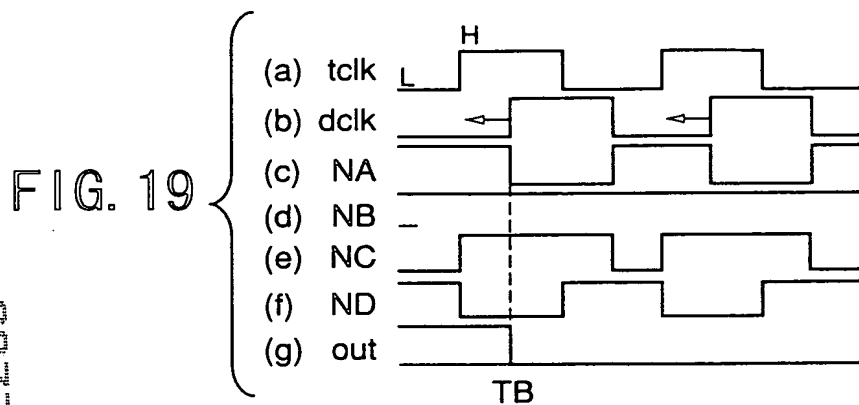 FIG. 19
H
(a) tclk L
(b) dclk
(c) NA
(d) NB
(e) NC
(f) ND
(g) out
TB